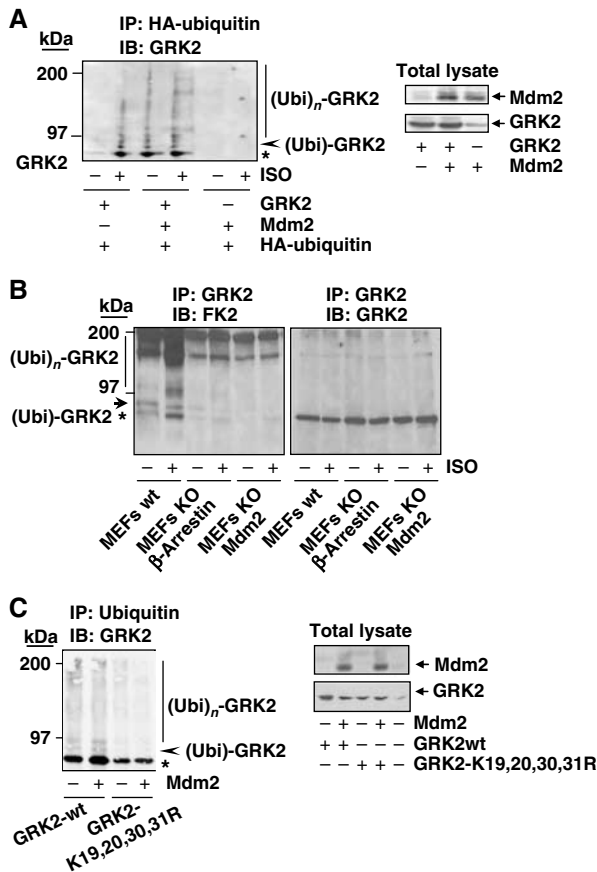 A
IP: HA-ubiquitin
IB: GRK2
kDa
200
97
GRK2
(Ubi)n-GRK2
(Ubi)-GRK2
*
− + − + − + ISO
+ + − GRK2
− + + Mdm2
+ + + HA-ubiquitin
Total lysate
Mdm2
GRK2
+ + − GRK2
− + + Mdm2
B
kDa
IP: GRK2
IB: FK2
IP: GRK2
IB: GRK2
200
(Ubi)n-GRK2
97
(Ubi)-GRK2 *
− + − + − + − + − + − + ISO
MEFs wt
MEFs KO
β-Arrestin
MEFs KO
Mdm2
MEFs wt
MEFs KO
β-Arrestin
MEFs KO
Mdm2
C
IP: Ubiquitin
IB: GRK2
kDa
200
97
(Ubi)n-GRK2
(Ubi)-GRK2
*
− + − + Mdm2
GRK2-wt
GRK2-
K19,20,30,31R
Total lysate
Mdm2
GRK2
− + − + − Mdm2
+ + − − − GRK2wt
− − + + − GRK2-K19,20,30,31R